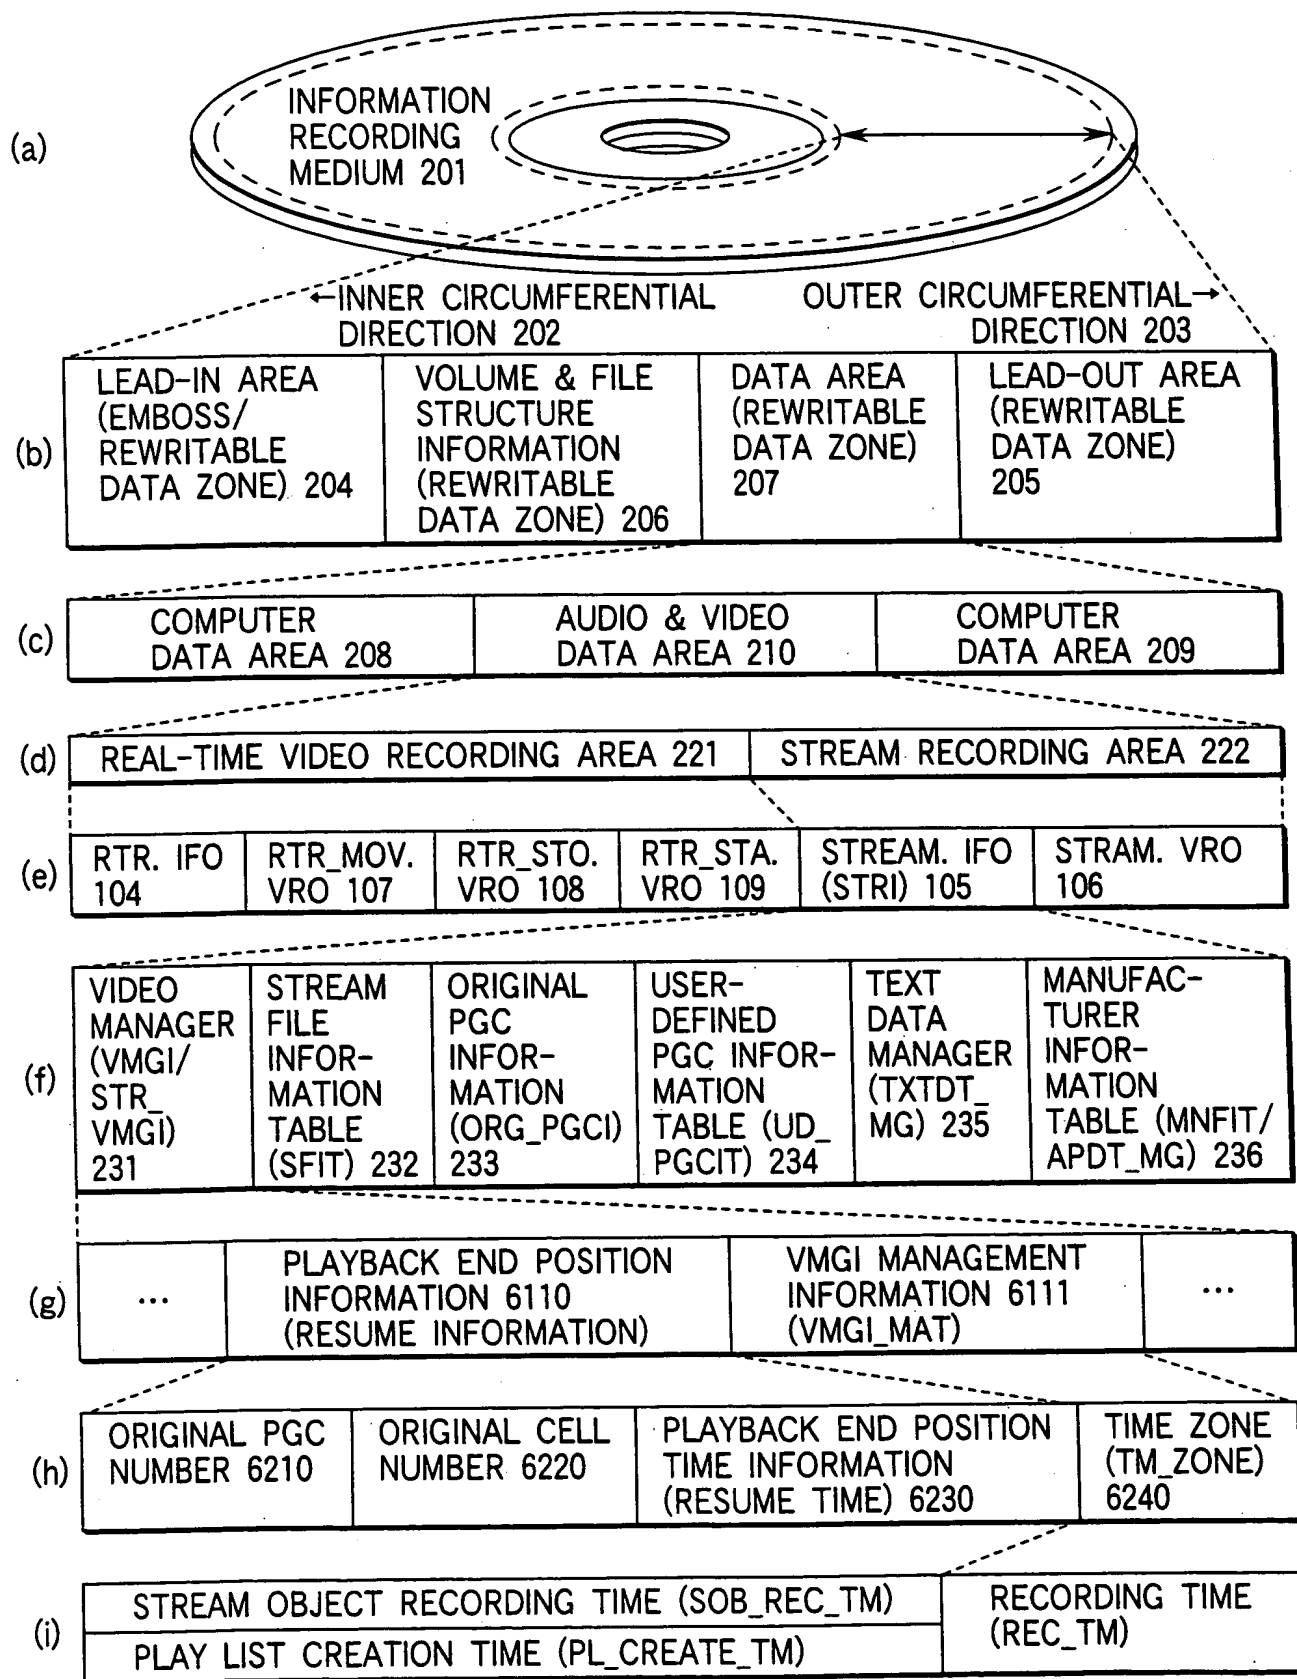 (a)
INFORMATION
RECORDING
MEDIUM 201
←INNER CIRCUMFERENTIAL
DIRECTION 202
OUTER CIRCUMFERENTIAL→
DIRECTION 203
(b)
LEAD-IN AREA
(EMBOSS/
REWRITABLE
DATA ZONE) 204
VOLUME & FILE
STRUCTURE
INFORMATION
(REWRITABLE
DATA ZONE) 206
DATA AREA
(REWRITABLE
DATA ZONE)
207
LEAD-OUT AREA
(REWRITABLE
DATA ZONE)
205
(c)
COMPUTER
DATA AREA 208
AUDIO & VIDEO
DATA AREA 210
COMPUTER
DATA AREA 209
(d)
REAL-TIME VIDEO RECORDING AREA 221
STREAM RECORDING AREA 222
(e)
RTR. IFO
104
RTR_MOV.
VRO 107
RTR_STO.
VRO 108
RTR_STA.
VRO 109
STREAM. IFO
(STRI) 105
STRAM. VRO
106
(f)
VIDEO
MANAGER
(VMGI/
STR_
VMGI)
231
STREAM
FILE
INFOR-
MATION
TABLE
(SFIT) 232
ORIGINAL
PGC
INFOR-
MATION
(ORG_PGCI)
233
USER-
DEFINED
PGC INFOR-
MATION
TABLE (UD_
PGCIT) 234
TEXT
DATA
MANAGER
(TXTDT_
MG) 235
MANUFAC-
TURER
INFOR-
MATION
TABLE (MNFIT/
APDT_MG) 236
(g)
...
PLAYBACK END POSITION
INFORMATION 6110
(RESUME INFORMATION)
VMGI MANAGEMENT
INFORMATION 6111
(VMGI_MAT)
...
(h)
ORIGINAL PGC
NUMBER 6210
ORIGINAL CELL
NUMBER 6220
PLAYBACK END POSITION
TIME INFORMATION
(RESUME TIME) 6230
TIME ZONE
(TM_ZONE)
6240
(i)
STREAM OBJECT RECORDING TIME (SOB_REC_TM)
PLAY LIST CREATION TIME (PL_CREATE_TM)
RECORDING TIME
(REC_TM)